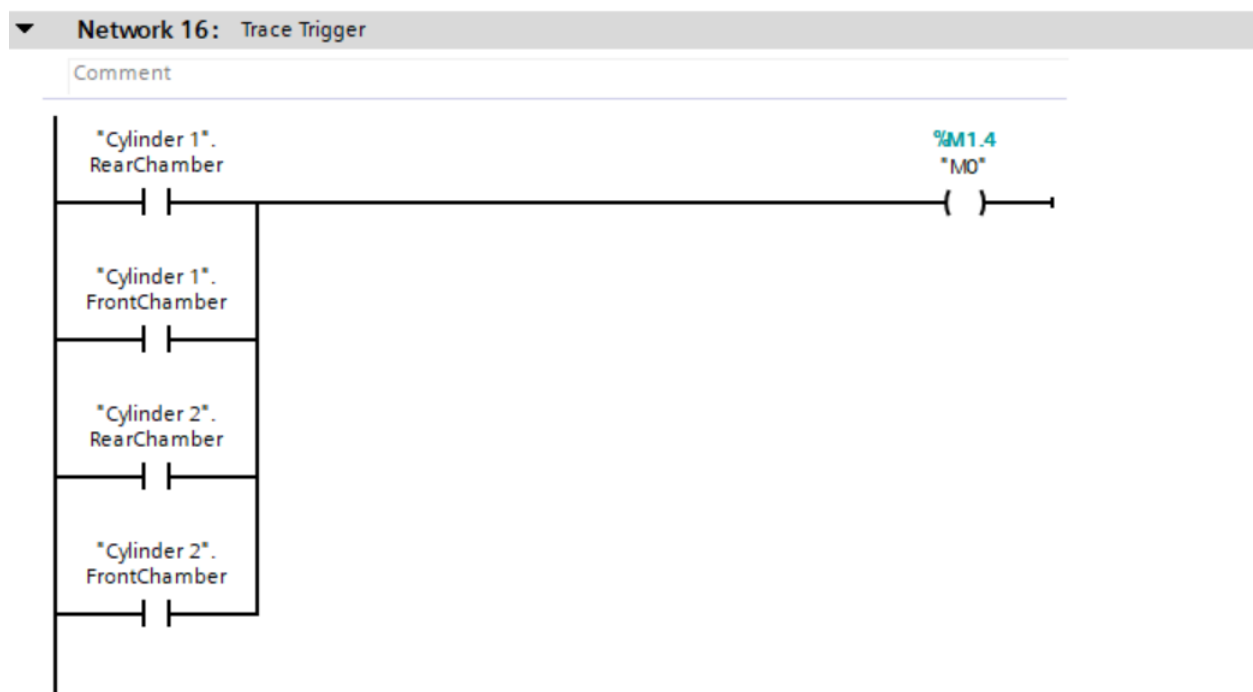 Network 16: Trace Trigger
Comment
"Cylinder 1".
RearChamber
%M1.4
"M0"
"Cylinder 1".
FrontChamber
"Cylinder 2".
RearChamber
"Cylinder 2".
FrontChamber